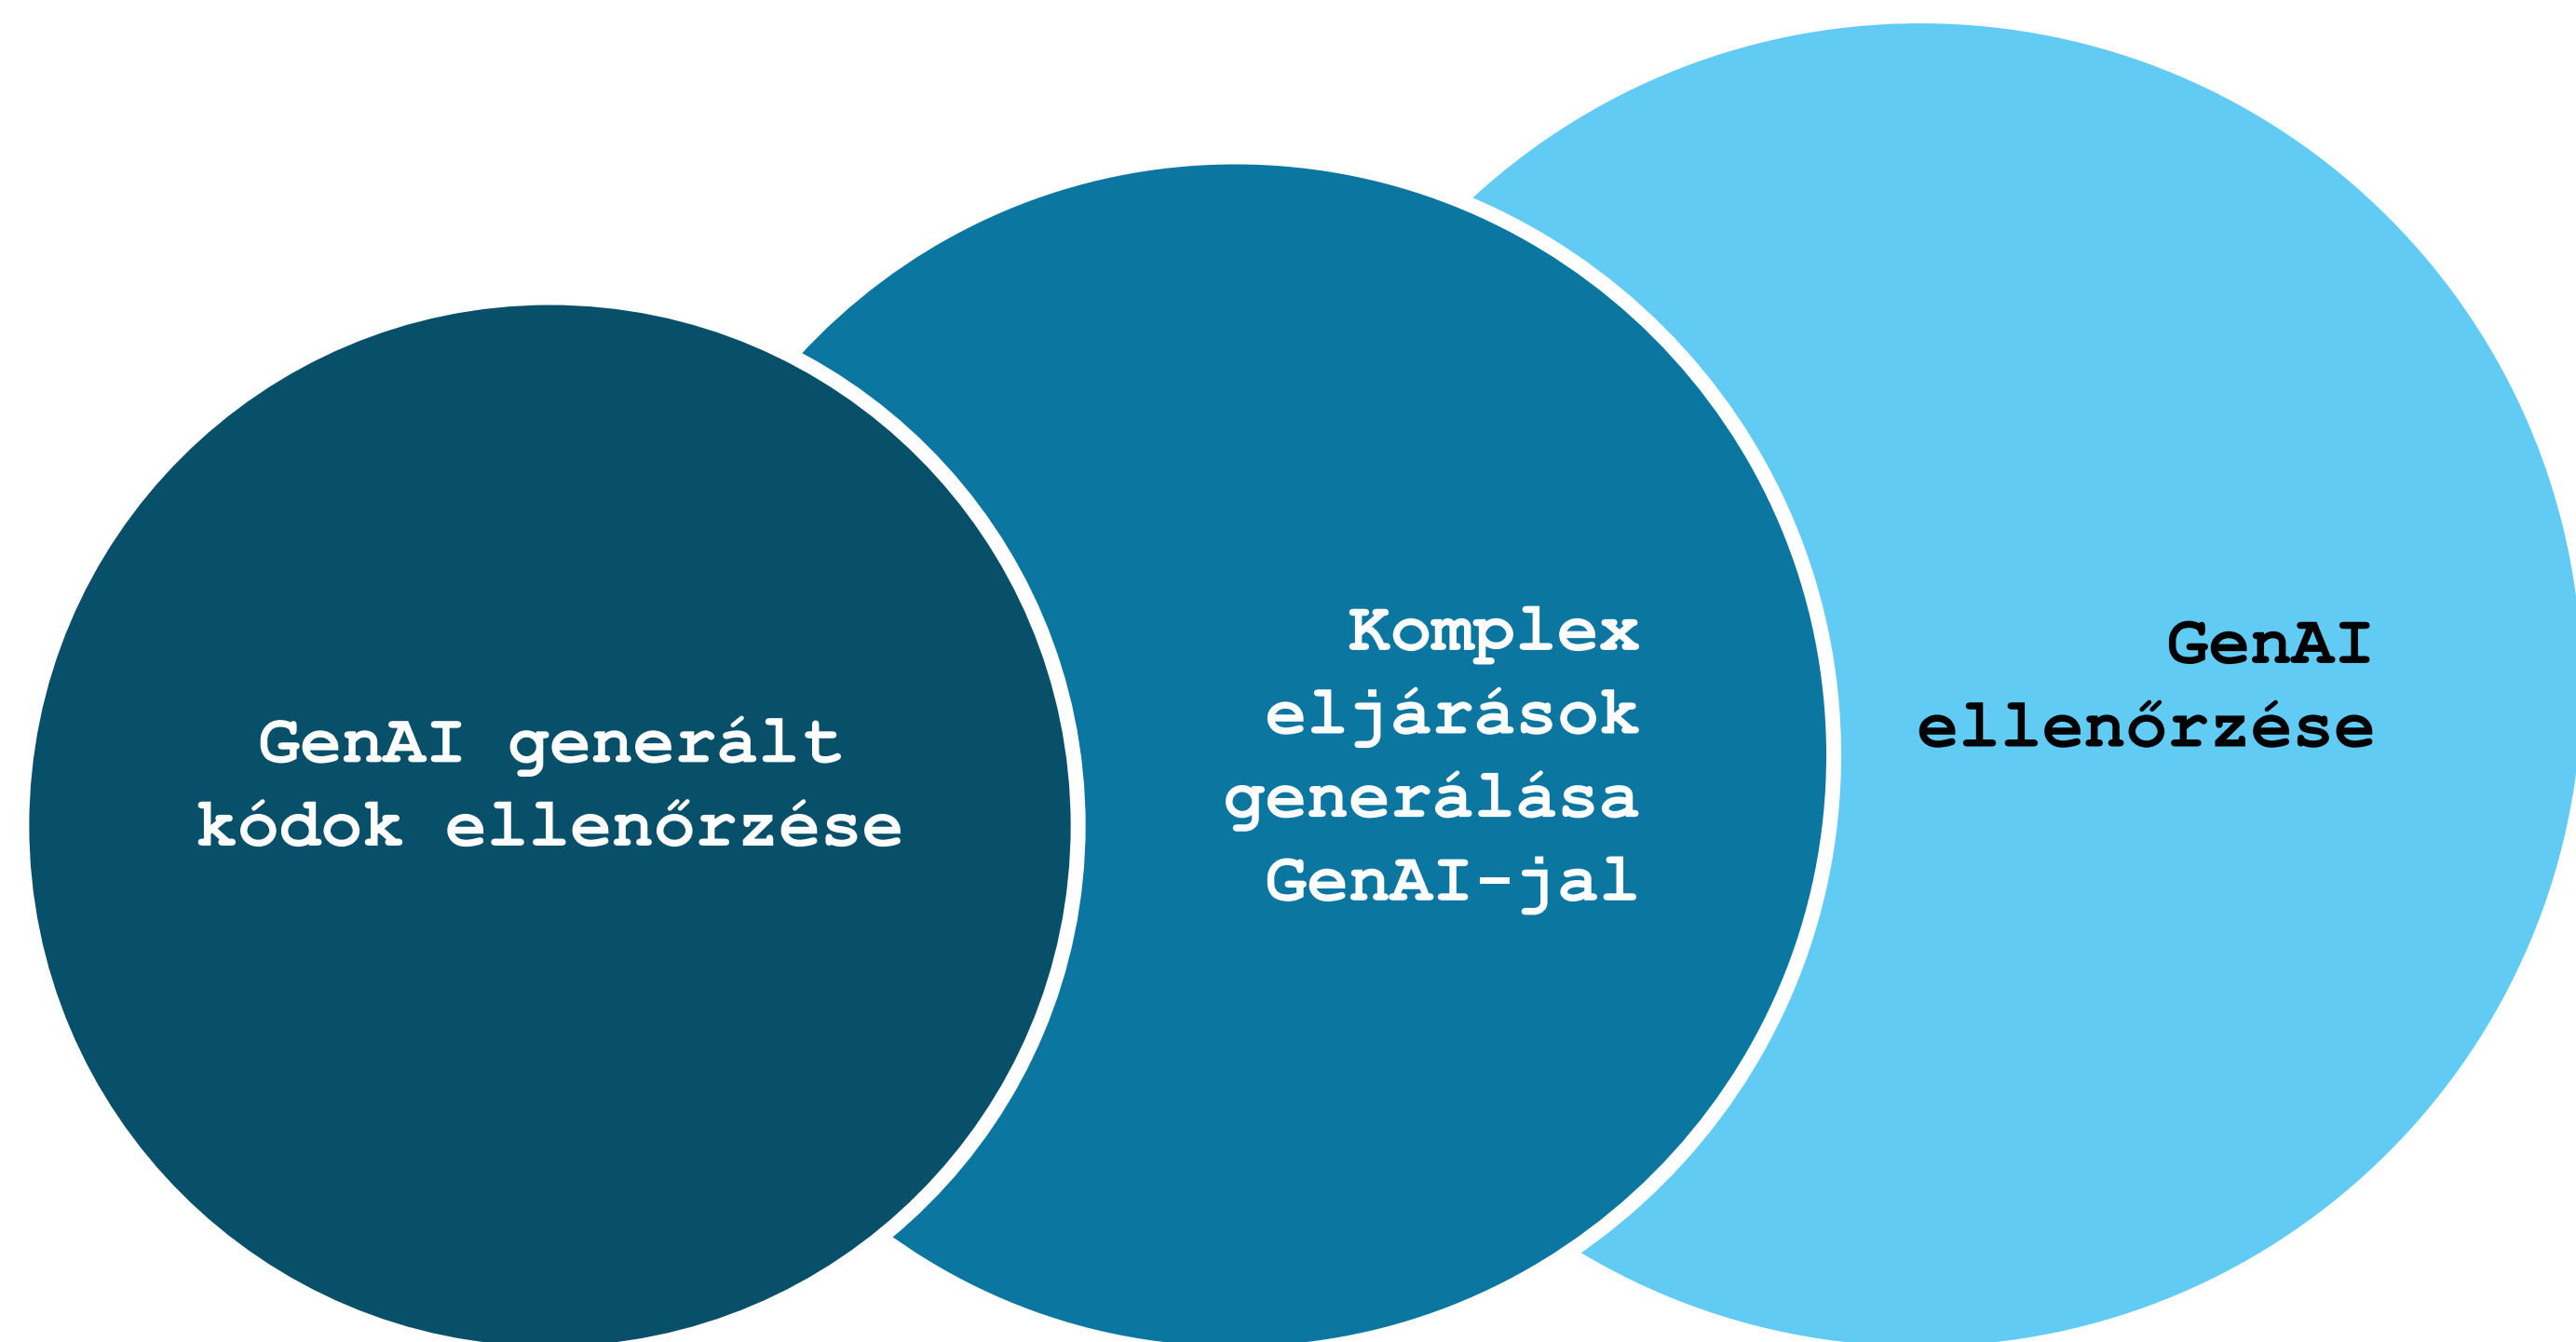 GenAI generált
kódok ellenőrzése
Komplex
eljárások
generálása
GenAI-jal
GenAI
ellenőrzése